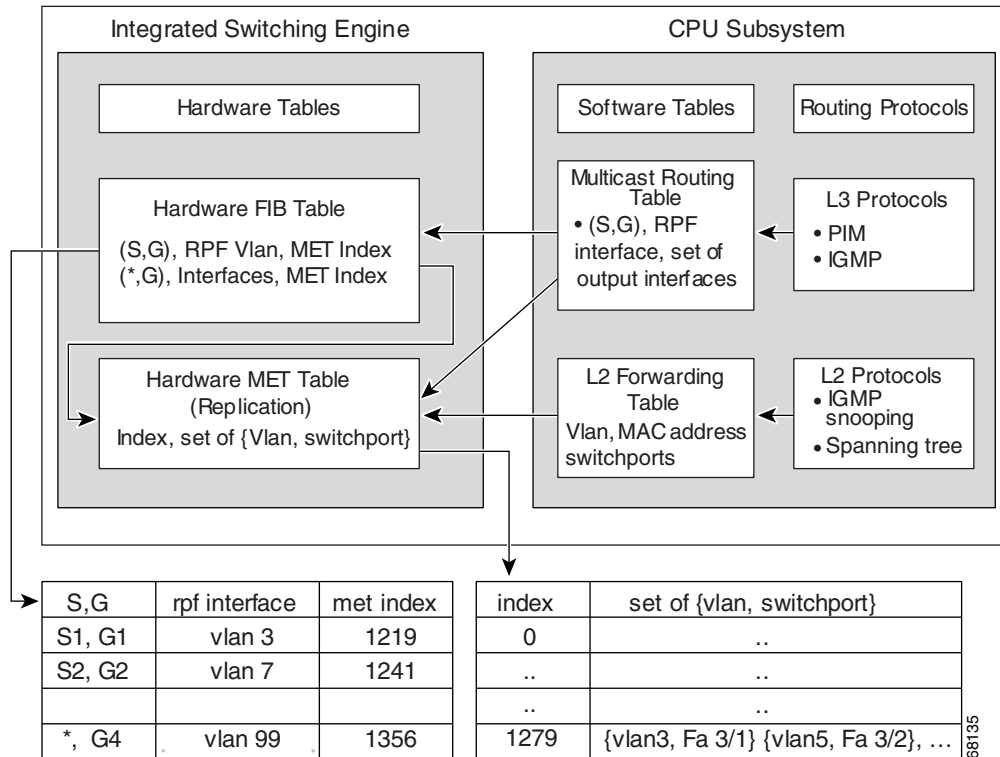 Integrated Switching Engine
CPU Subsystem
Hardware Tables
Software Tables
Routing Protocols
Hardware FIB Table
(S,G), RPF Vlan, MET Index
(*,G), Interfaces, MET Index
Multicast Routing
Table
• (S,G), RPF
interface, set of
output interfaces
L3 Protocols
• PIM
• IGMP
Hardware MET Table
(Replication)
Index, set of {Vlan, switchport}
L2 Forwarding
Table
Vlan, MAC address
switchports
L2 Protocols
• IGMP
snooping
• Spanning tree
S,G rpf interface met index
S1, G1 vlan 3 1219
S2, G2 vlan 7 1241
*, G4 vlan 99 1356
index set of {vlan, switchport}
0 ..
.. ..
.. ..
1279 {vlan3, Fa 3/1} {vlan5, Fa 3/2}, ...
68135